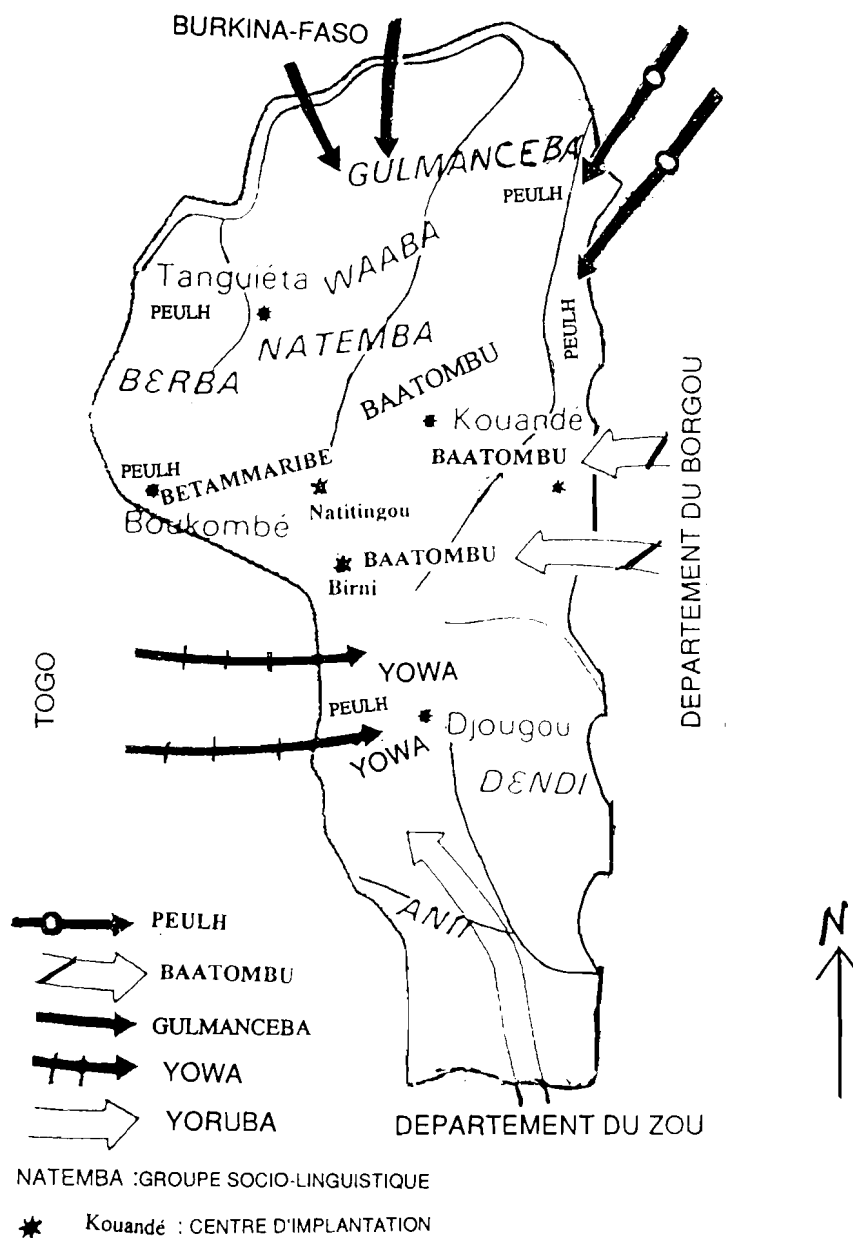 BURKINA-FASO
GULMANCEBA
PEULH
WAABA
Tanguiéta
PEULH
NATEMBA
PEULH
BƐRBA
BAATOMBU
Kouandé
BAATOMBU
DEPARTEMENT DU BORGOU
PEULH
BETAMMARIBE
Boukombé
Natitingou
BAATOMBU
Birni
TOGO
YOWA
PEULH
Djougou
YOWA
DƐNDI
ANII
N
PEULH
BAATOMBU
GULMANCEBA
YOWA
YORUBA
DEPARTEMENT DU ZOU
NATEMBA :GROUPE SOCIO-LINGUISTIQUE
Kouandé : CENTRE D'IMPLANTATION